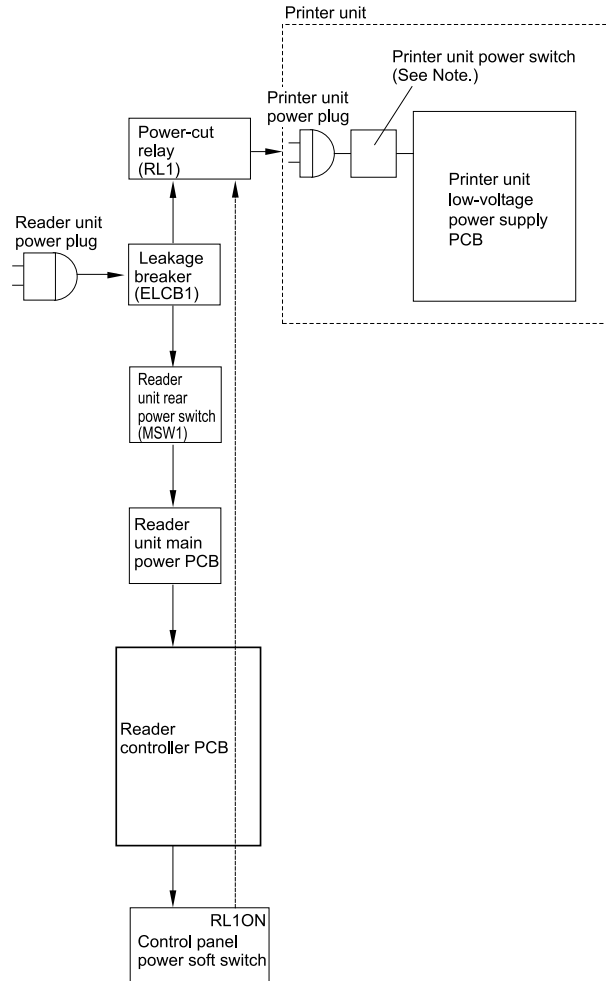 Printer unit
Printer unit power switch
(See Note.)
Printer unit
power plug
Power-cut
relay
(RL1)
Printer unit
low-voltage
power supply
PCB
Reader unit
power plug
Leakage
breaker
(ELCB1)
Reader
unit rear
power switch
(MSW1)
Reader
unit main
power PCB
Reader
controller PCB
RL1ON
Control panel
power soft switch